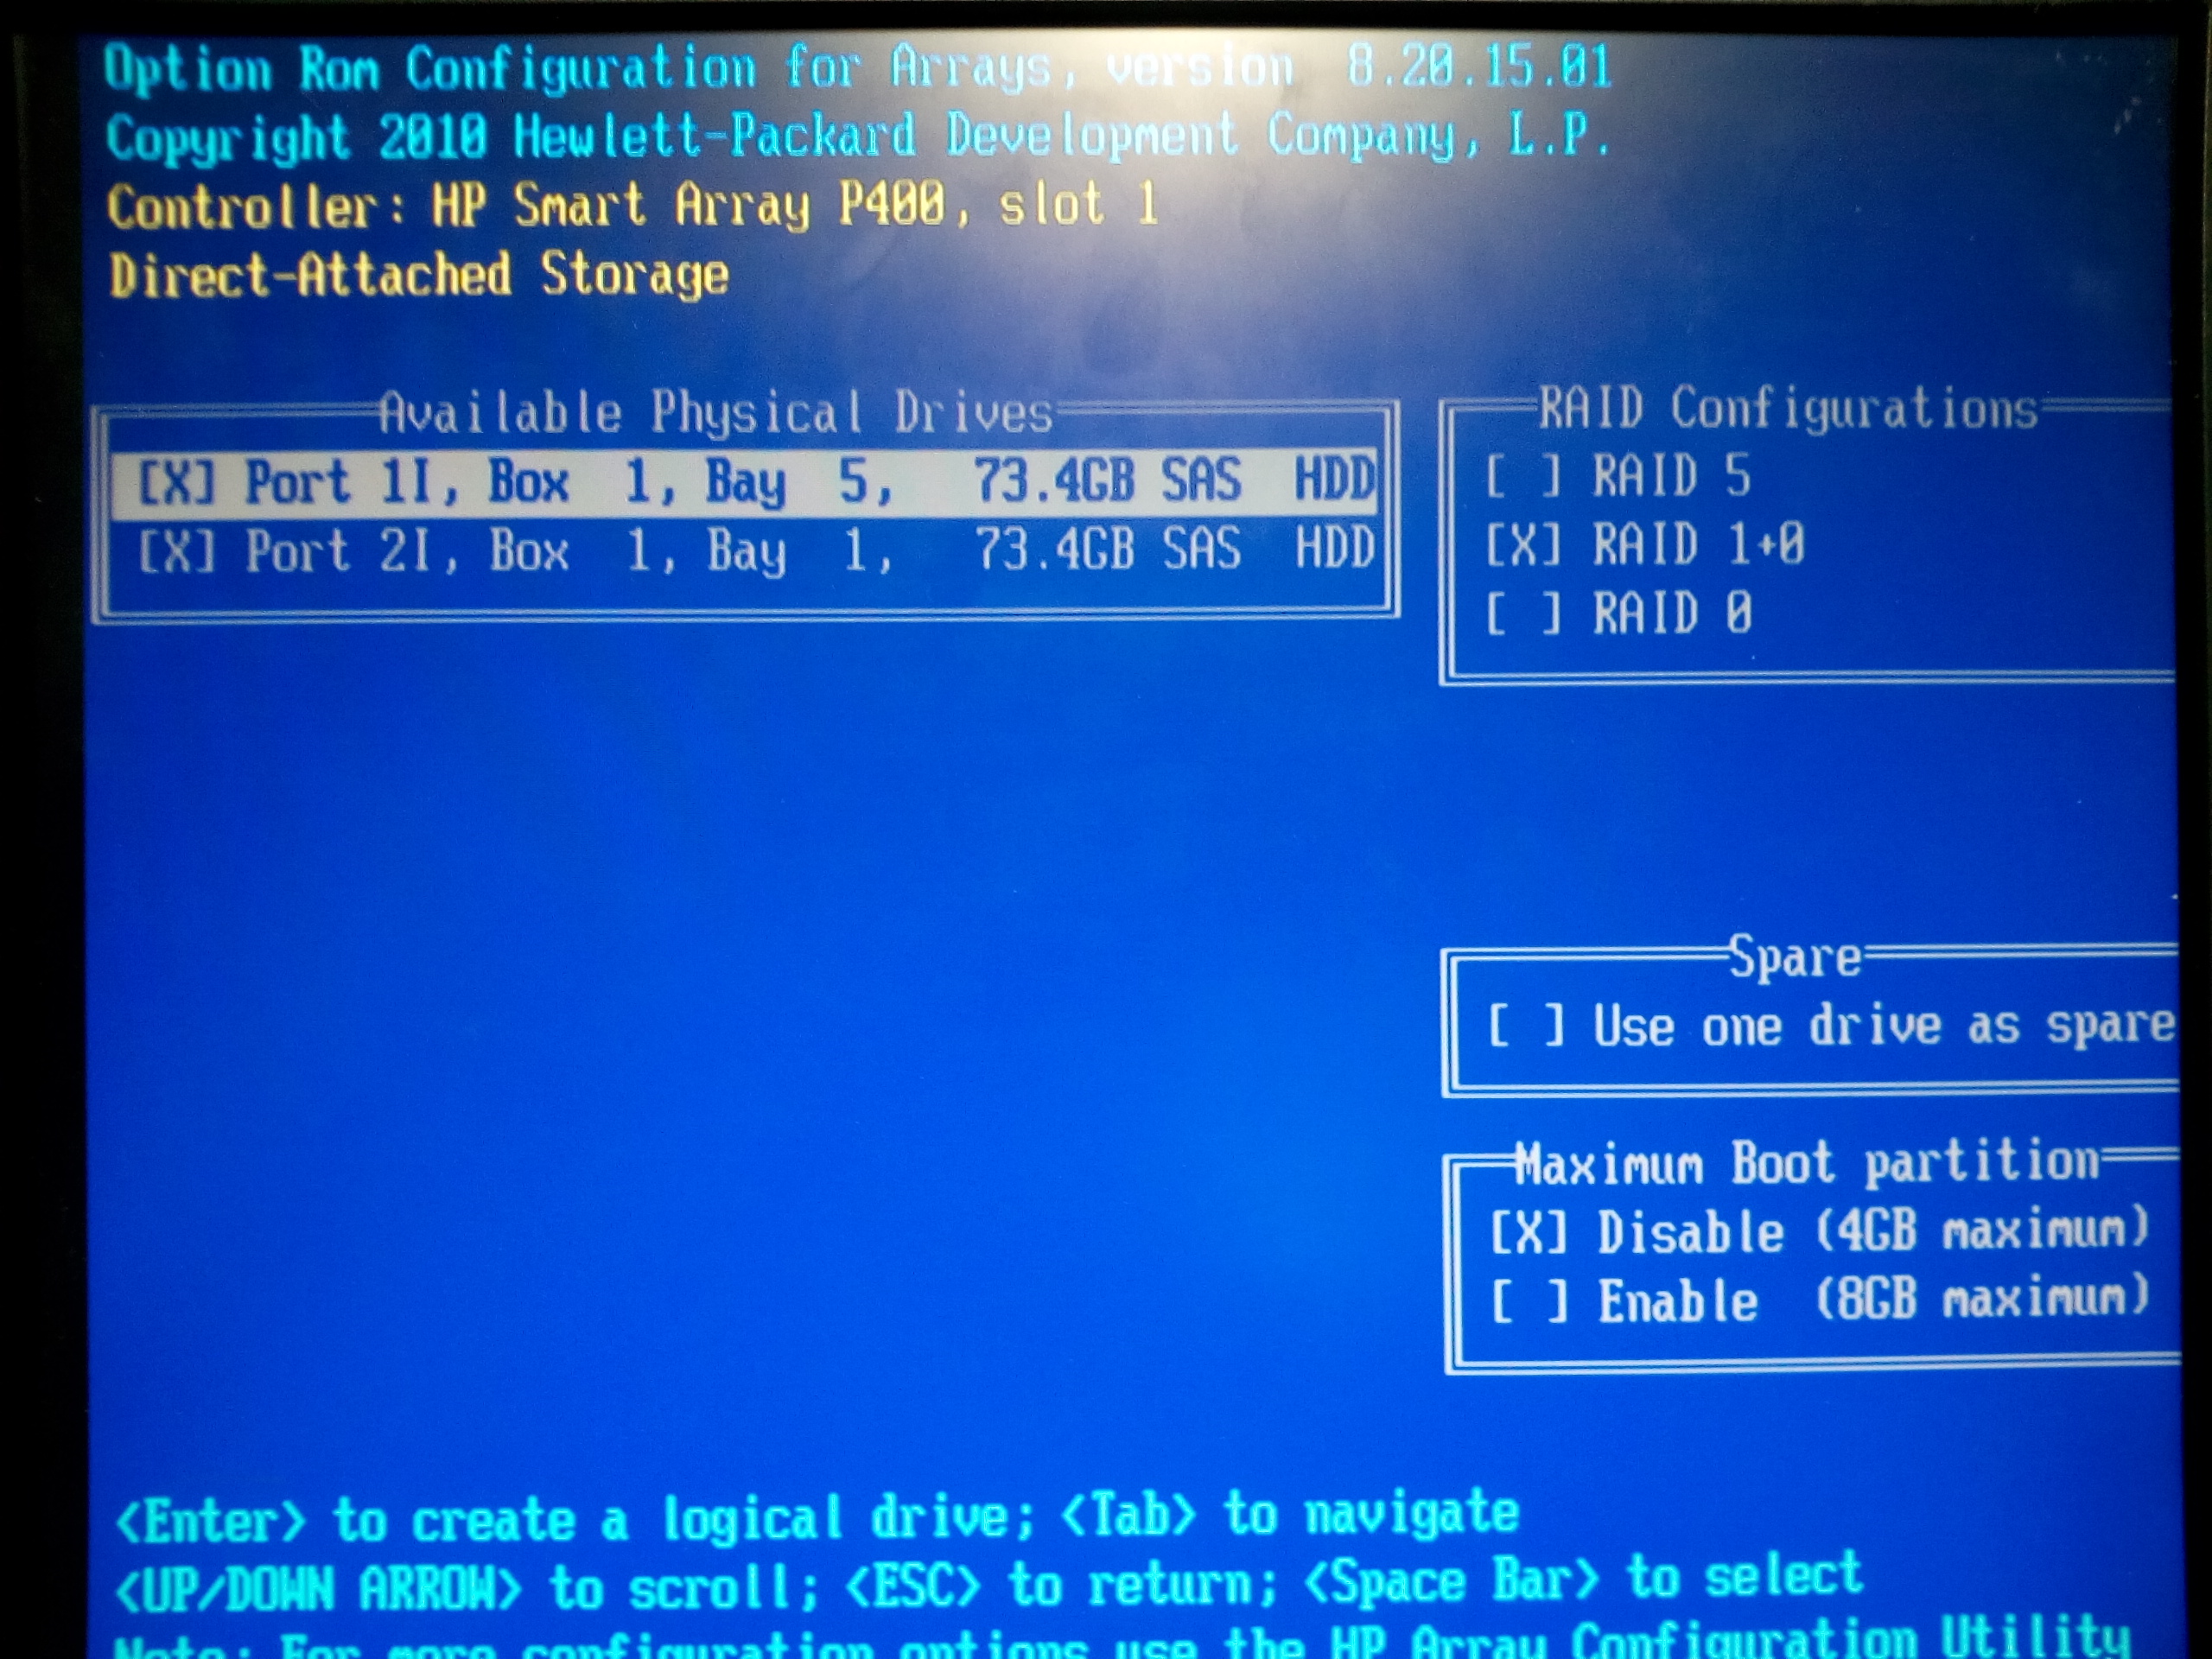 Option Rom Configuration for Arrays, version  8.20.15.01
Copyright 2010 Hewlett-Packard Development Company, L.P.
Controller: HP Smart Array P400, slot 1
Direct-Attached Storage
Available Physical Drives
[X] Port 1I, Box  1, Bay  5,   73.4GB SAS  HDD
[X] Port 2I, Box  1, Bay  1,   73.4GB SAS  HDD
RAID Configurations
[ ] RAID 5
[X] RAID 1+0
[ ] RAID 0
Spare
[ ] Use one drive as spare
Maximum Boot partition
[X] Disable (4GB maximum)
[ ] Enable  (8GB maximum)
<Enter> to create a logical drive; <Tab> to navigate
<UP/DOWN ARROW> to scroll; <ESC> to return; <Space Bar> to select
Note: For more configuration options use the HP Array Configuration Utility